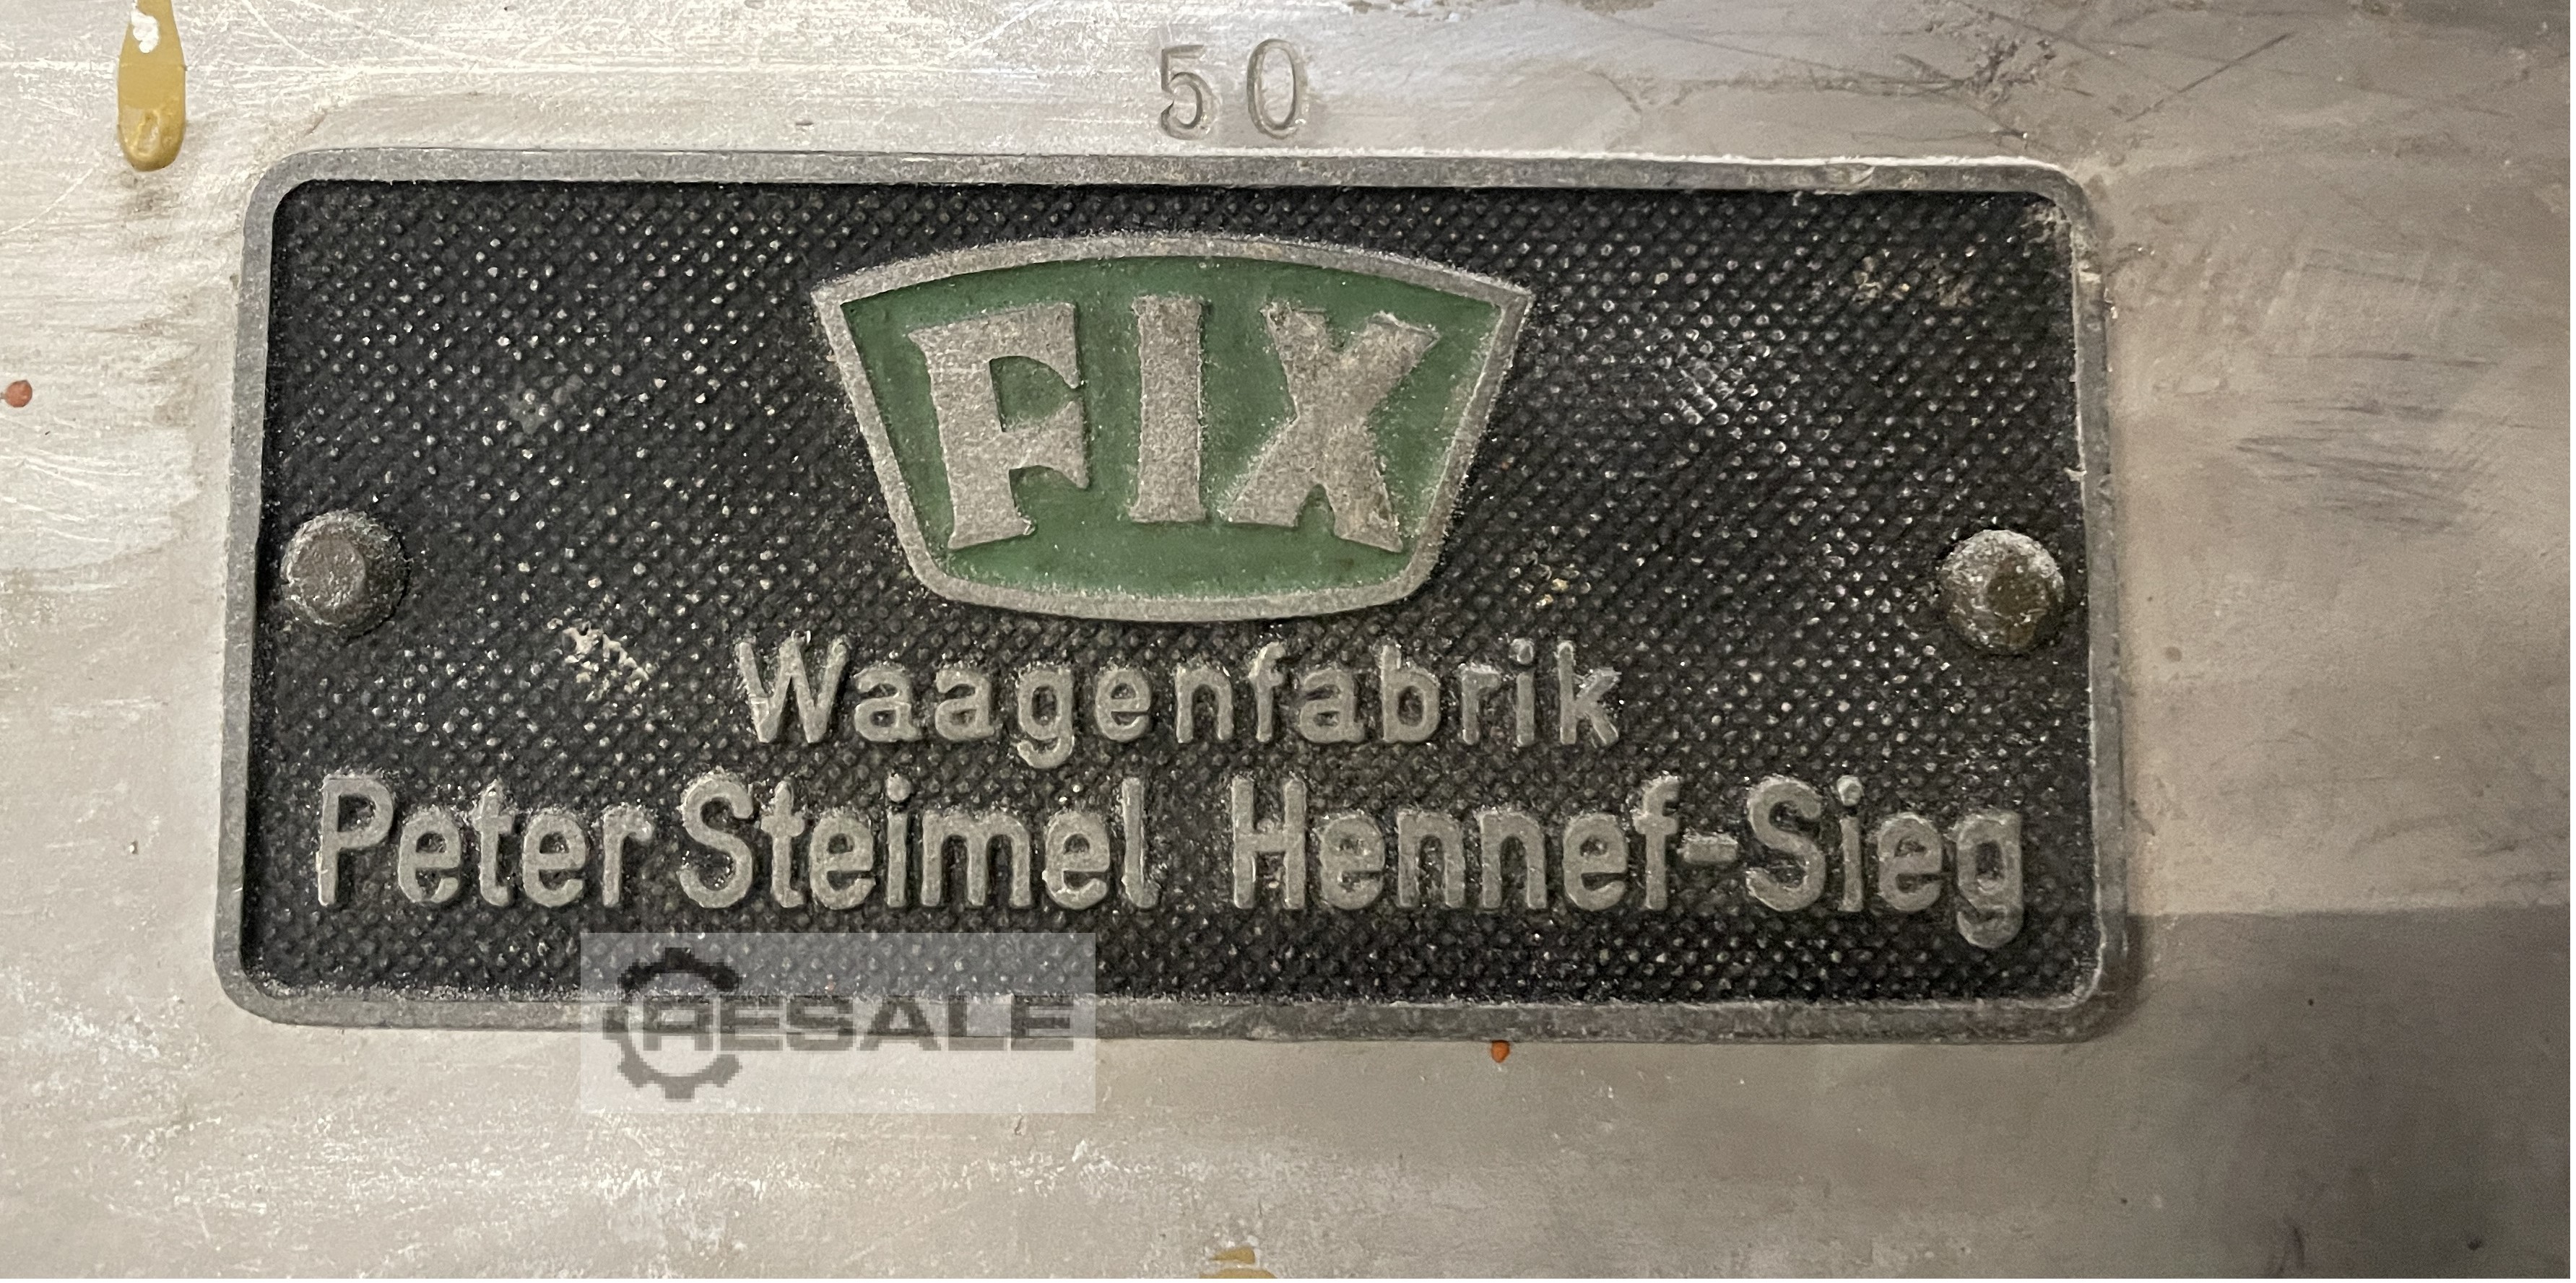 50
FIX
Waagenfabrik
Peter Steimel Hennef-Sieg
RESALE